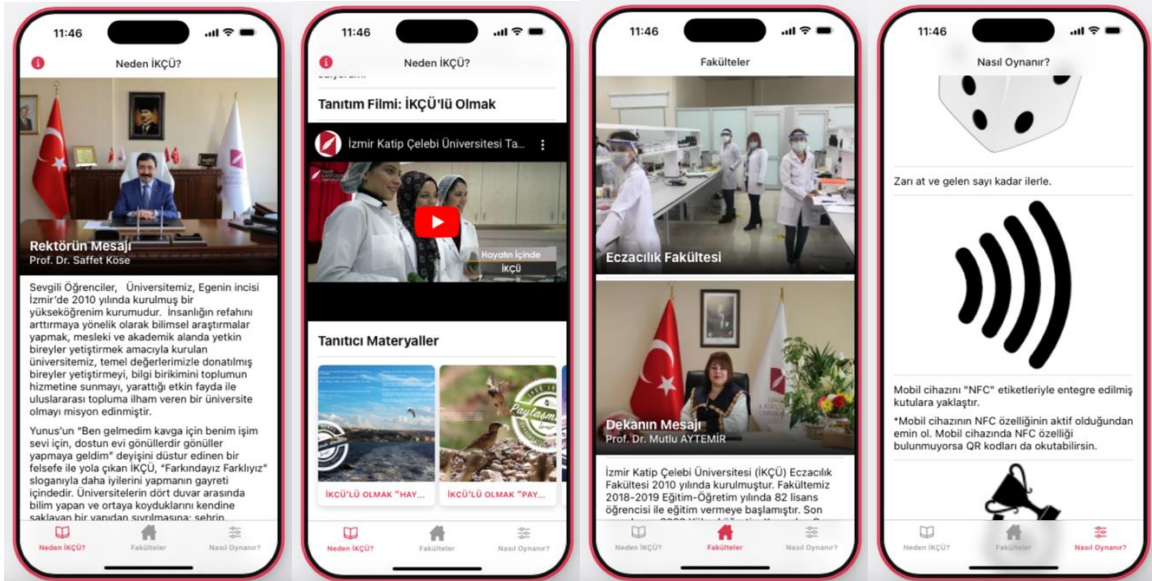 11:46
Neden İKÇÜ?
Rektörün Mesajı
Prof. Dr. Saffet Köse
Sevgili Öğrenciler, Üniversitemiz, Egenin incisi
İzmir'de 2010 yılında kurulmuş bir
yükseköğrenim kurumudur. İnsanlığın refahını
arttırmaya yönelik olarak bilimsel araştırmalar
yapmak, mesleki ve akademik alanda yetkin
bireyler yetiştirmek amacıyla kurulan
üniversitemiz, temel değerlerimizle donatılmış
bireyler yetiştirmeyi, bilgi birikimini toplumun
hizmetine sunmayı, yarattığı etkin fayda ile
uluslararası topluma ilham veren bir üniversite
olmayı misyon edinmiştir.
Yunus'un "Ben gelmedim kavga için benim işim
sevi için, dostun evi gönüllerdir gönüller
yapmaya geldim" deyişini düstur edinen bir
felsefe ile yola çıkan İKÇÜ, "Farkındayız Farklıyız"
sloganıyla daha iyilerini yapmanın gayreti
içindedir. Üniversitelerin dört duvar arasında
bilim yapan ve ortaya koyduklarını kendine
saklayan bir yapıdan sıyrılmasına; şehrin
Neden İKÇÜ?
Fakülteler
Nasıl Oynanır?
11:46
Neden İKÇÜ?
Tanıtım Filmi: İKÇÜ'lü Olmak
İzmir Katip Çelebi Üniversitesi Ta...
Hayatın İçinde
İKÇÜ
Tanıtıcı Materyaller
Paylaşmak
İKÇÜ'LÜ OLMAK "HAY...
İKÇÜ'LÜ OLMAK "PAY...
Neden İKÇÜ?
Fakülteler
Nasıl Oynanır?
11:46
Fakülteler
Eczacılık Fakültesi
Dekanın Mesajı
Prof. Dr. Mutlu AYTEMİR
İzmir Katip Çelebi Üniversitesi (İKÇÜ) Eczacılık
Fakültesi 2010 yılında kurulmuştur. Fakültemiz
2018-2019 Eğitim-Öğretim yılında 82 lisans
öğrencisi ile eğitim vermeye başlamıştır. Son
Neden İKÇÜ?
Fakülteler
Nasıl Oynanır?
11:46
Nasıl Oynanır?
Zarı at ve gelen sayı kadar ilerle.
Mobil cihazını "NFC" etiketleriyle entegre edilmiş
kutulara yaklaştır.
*Mobil cihazının NFC özelliğinin aktif olduğundan
emin ol. Mobil cihazında NFC özelliği
bulunmuyorsa QR kodları da okutabilirsin.
Neden İKÇÜ?
Fakülteler
Nasıl Oynanır?